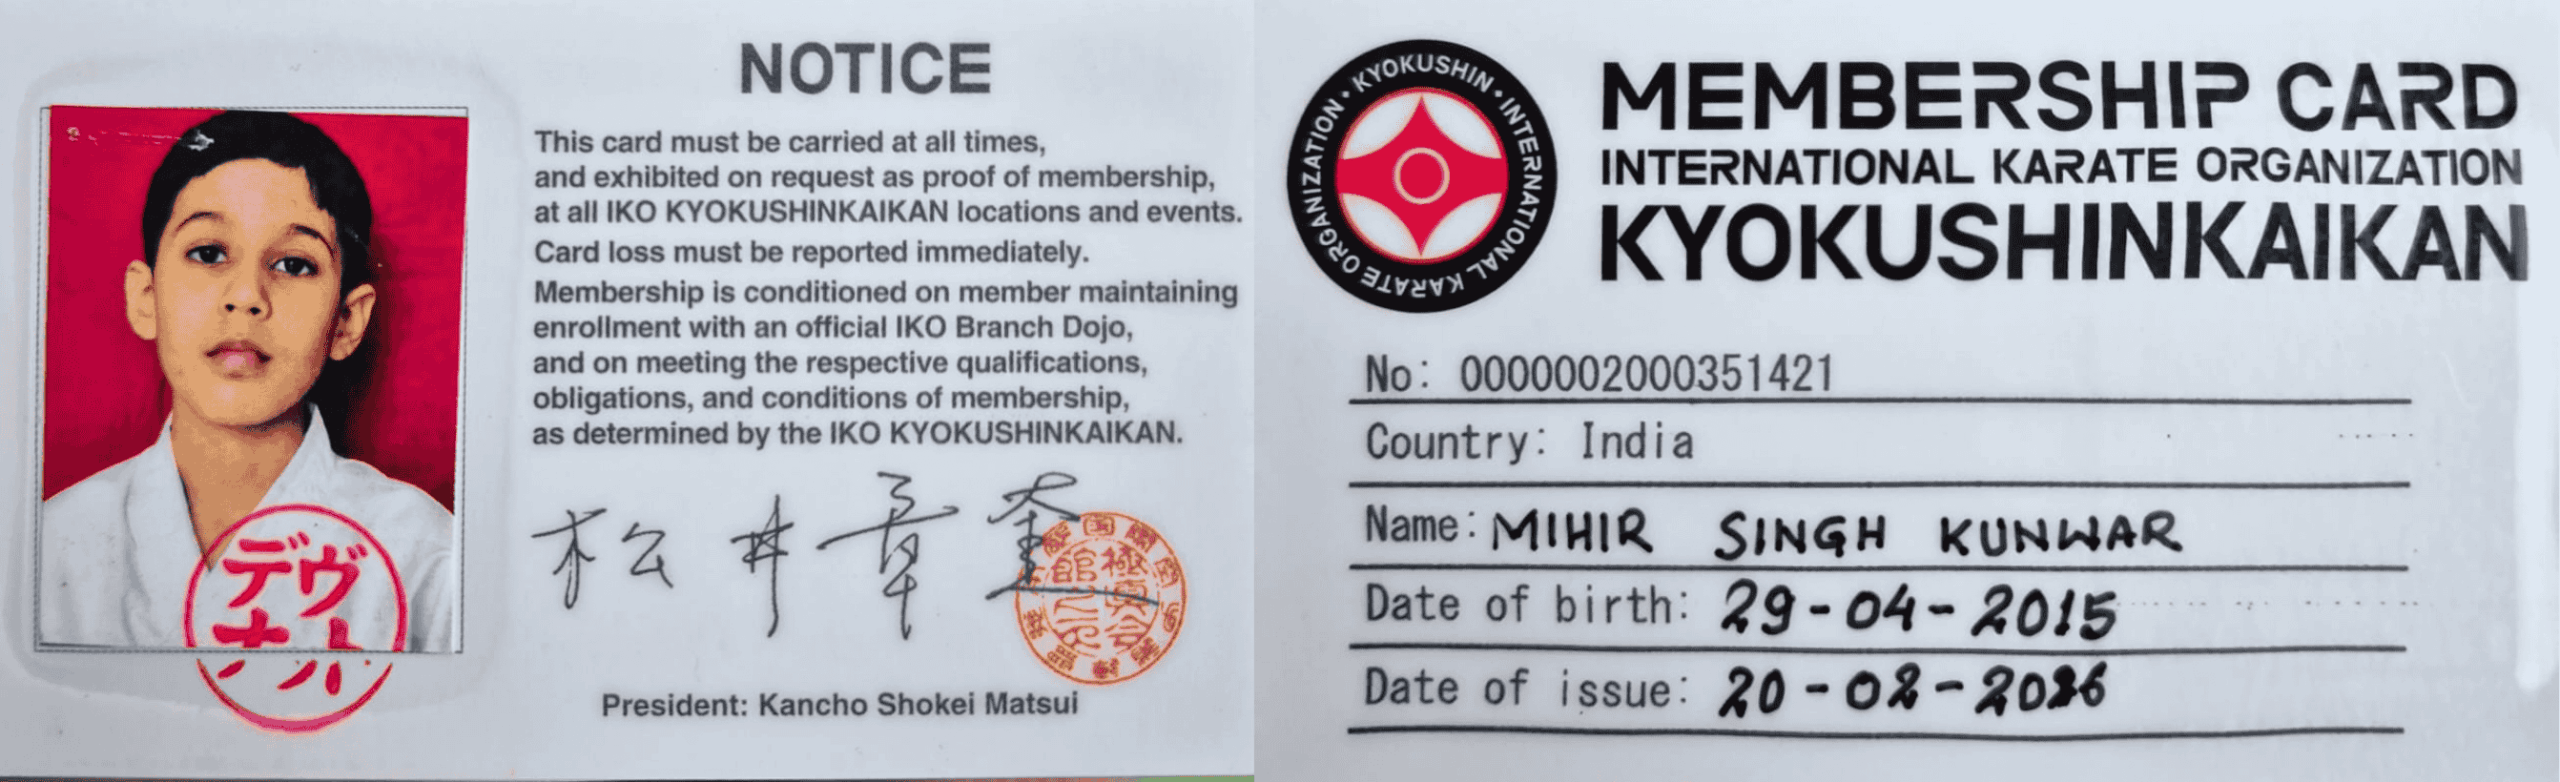 NOTICE
This card must be carried at all times,
and exhibited on request as proof of membership,
at all IKO KYOKUSHINKAIKAN locations and events.
Card loss must be reported immediately.
Membership is conditioned on member maintaining
enrollment with an official IKO Branch Dojo,
and on meeting the respective qualifications,
obligations, and conditions of membership,
as determined by the IKO KYOKUSHINKAIKAN.
松井章奎
President: Kancho Shokei Matsui
デヴ
KYOKUSHIN • INTERNATIONAL KARATE ORGANIZATION •
MEMBERSHIP CARD
INTERNATIONAL KARATE ORGANIZATION
KYOKUSHINKAIKAN
No: 0000002000351421
Country: India
Name: MIHIR SINGH KUNWAR
Date of birth: 29-04-2015
Date of issue: 20-02-2026